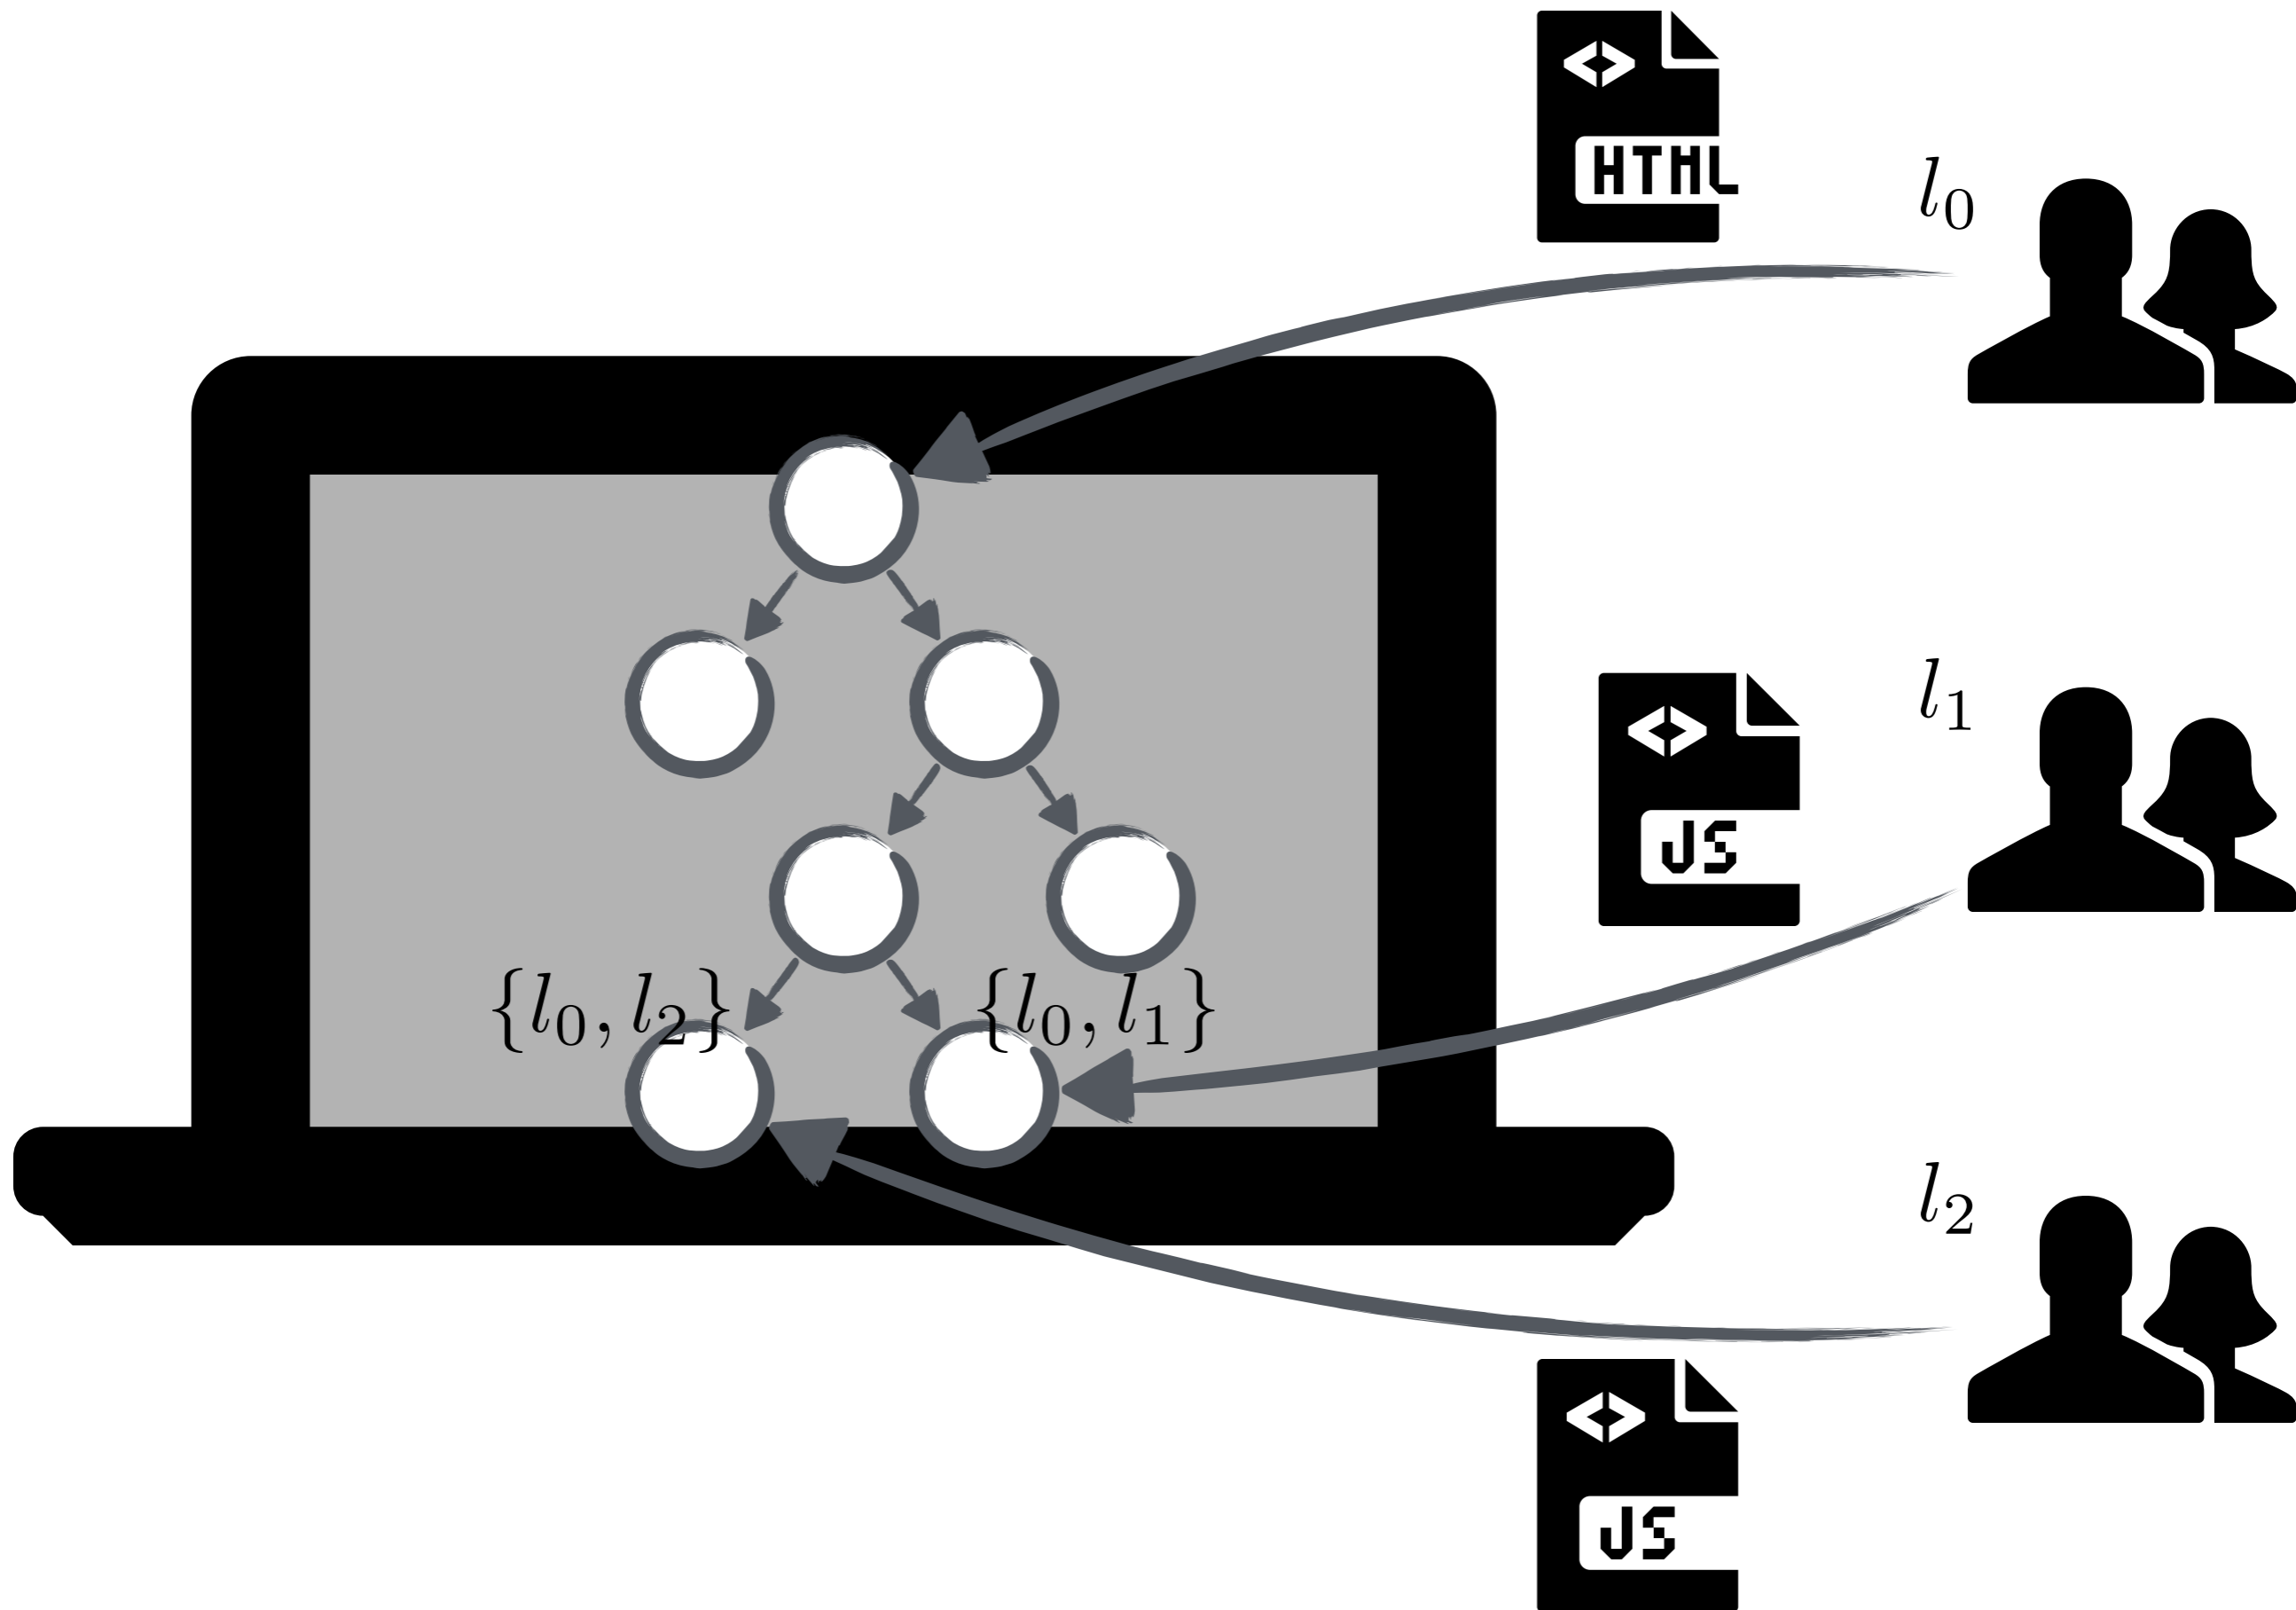 <>
HTML
l₀
l₁
<>
JS
{l₀, l₂}
{l₀, l₁}
l₂
<>
JS